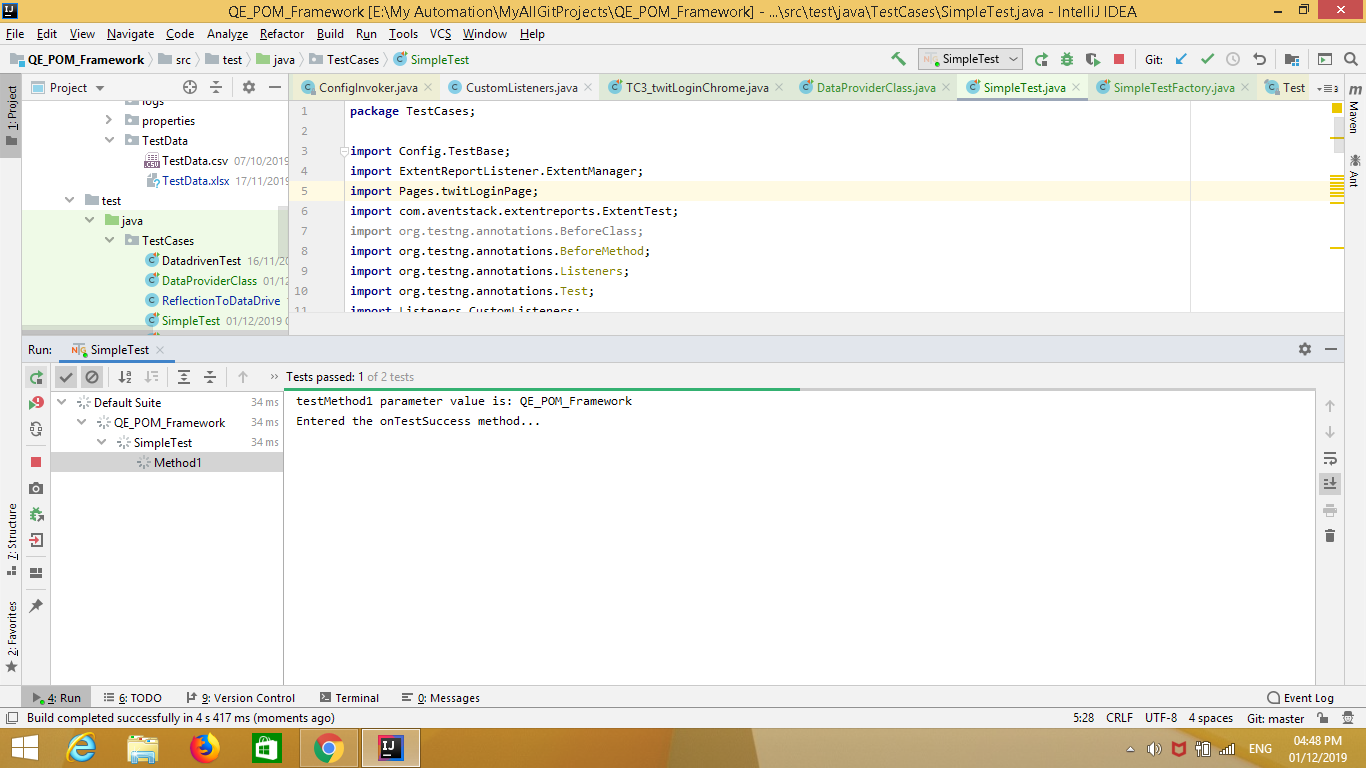 QE_POM_Framework [E:\My Automation\MyAllGitProjects\QE_POM_Framework] - ...\src\test\java\TestCases\SimpleTest.java - IntelliJ IDEA
File Edit View Navigate Code Analyze Refactor Build Run Tools VCS Window Help
QE_POM_Framework src test java TestCases SimpleTest SimpleTest Git:
1: Project
Project
ConfigInvoker.java CustomListeners.java TC3_twitLoginChrome.java DataProviderClass.java SimpleTest.java SimpleTestFactory.java Test
logs
properties
TestData
TestData.csv 07/10/2019
TestData.xlsx 17/11/2019
test
java
TestCases
DatadrivenTest 16/11/20
DataProviderClass 01/12
ReflectionToDataDrive
SimpleTest 01/12/2019
1 package TestCases;
2
3 import Config.TestBase;
4 import ExtentReportListener.ExtentManager;
5 import Pages.twitLoginPage;
6 import com.aventstack.extentreports.ExtentTest;
7 import org.testng.annotations.BeforeClass;
8 import org.testng.annotations.BeforeMethod;
9 import org.testng.annotations.Listeners;
10 import org.testng.annotations.Test;
11 import Listeners.CustomListeners;
Maven
Ant
Run: SimpleTest
Tests passed: 1 of 2 tests
Default Suite 34 ms
QE_POM_Framework 34 ms
SimpleTest 34 ms
Method1
testMethod1 parameter value is: QE_POM_Framework
Entered the onTestSuccess method...
7: Structure
2: Favorites
4: Run 6: TODO 9: Version Control Terminal 0: Messages Event Log
Build completed successfully in 4 s 417 ms (moments ago) 5:28 CRLF UTF-8 4 spaces Git: master
ENG
04:48 PM
01/12/2019